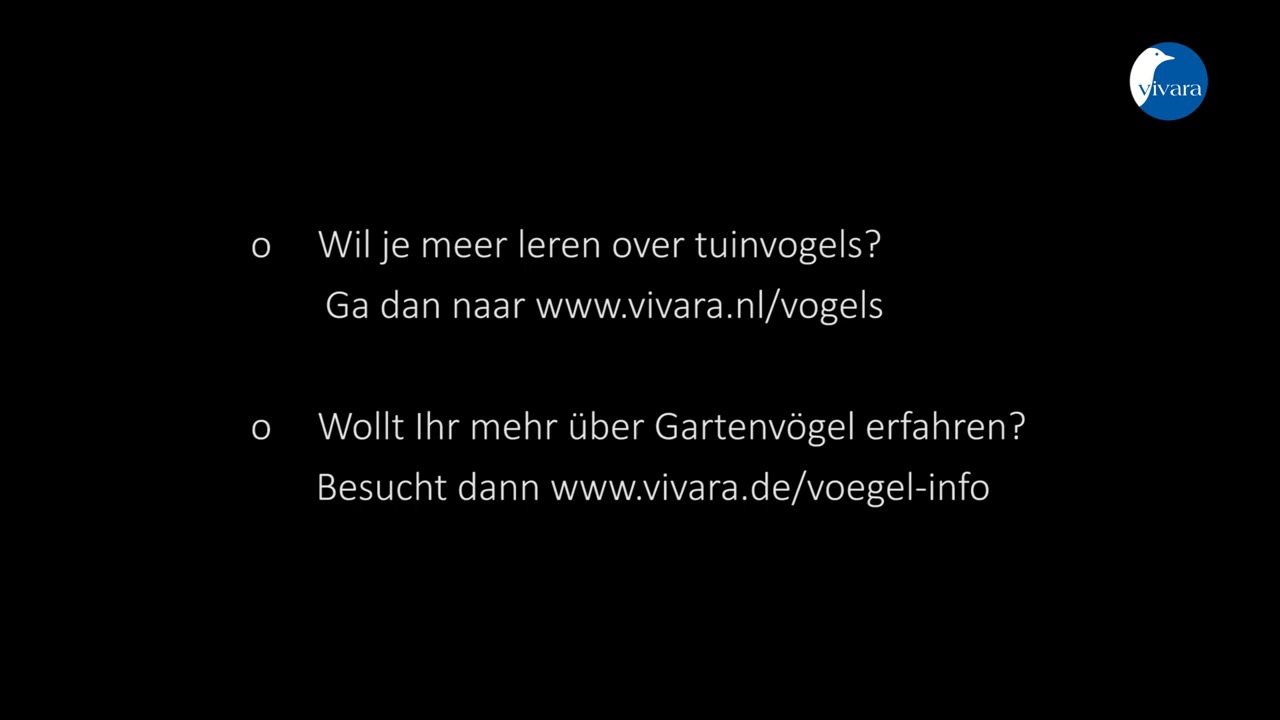 vivara
o Wil je meer leren over tuinvogels?
Ga dan naar www.vivara.nl/vogels
o Wollt Ihr mehr über Gartenvögel erfahren?
Besucht dann www.vivara.de/voegel-info